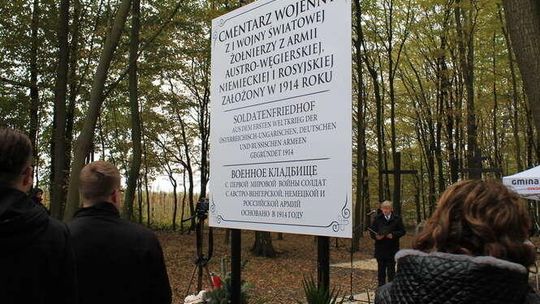 CMENTARZ WOJENNY
Z I WOJNY ŚWIATOWEJ
ŻOŁNIERZY Z ARMII
AUSTRO-WĘGIERSKIEJ,
NIEMIECKIEJ I ROSYJSKIEJ
ZAŁOŻONY W 1914 ROKU
SOLDATENFRIEDHOF
AUS DEM ERSTEN WELTKRIEG DER
ÖSTERREICHISCH-UNGARISCHEN, DEUTSCHEN
UND RUSSISCHEN ARMEEN
GEGRÜNDET 1914
ВОЕННОЕ КЛАДБИЩЕ
С ПЕРВОЙ МИРОВОЙ ВОЙНЫ СОЛДАТ
С АВСТРО-ВЕНГЕРСКОЙ, НЕМЕЦКОЙ И
РОССИЙСКОЙ АРМИЙ
ОСНОВАНО В 1914 ГОДУ
gmina